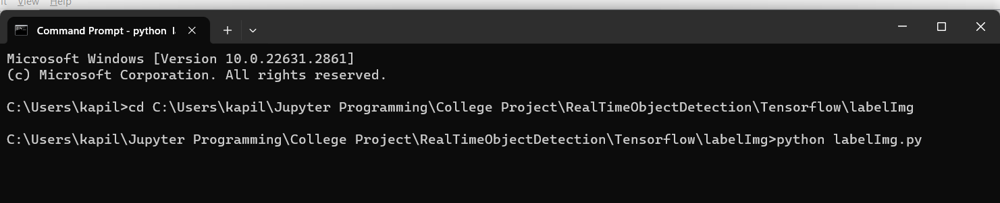 View Help
Command Prompt - python
Microsoft Windows [Version 10.0.22631.2861]
(c) Microsoft Corporation. All rights reserved.
C:\Users\kapil>cd C:\Users\kapil\Jupyter Programming\College Project\RealTimeObjectDetection\Tensorflow\labelImg
C:\Users\kapil\Jupyter Programming\College Project\RealTimeObjectDetection\Tensorflow\labelImg>python labelImg.py